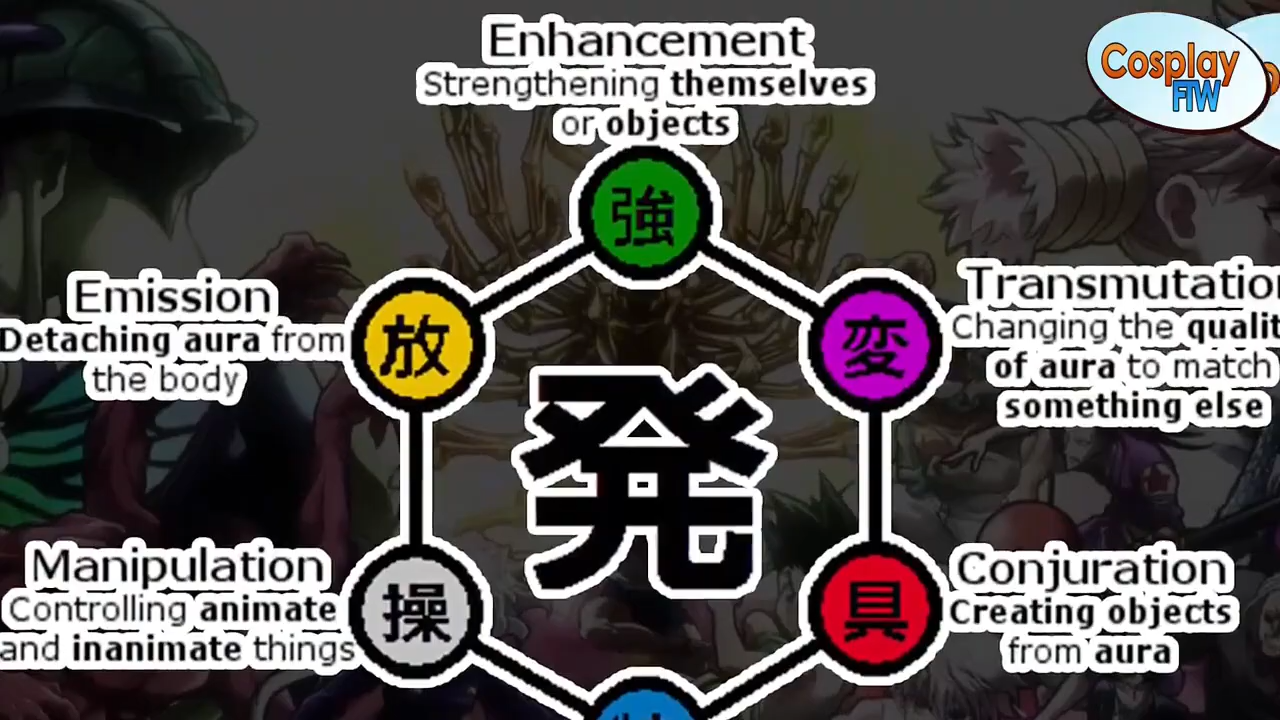 Enhancement
Strengthening themselves
or objects
Cosplay
FTW
強
Emission
Detaching aura from
the body
放
変
Transmutation
Changing the qualit
of aura to match
something else
発
Manipulation
Controlling animate
and inanimate things
操
具
Conjuration
Creating objects
from aura